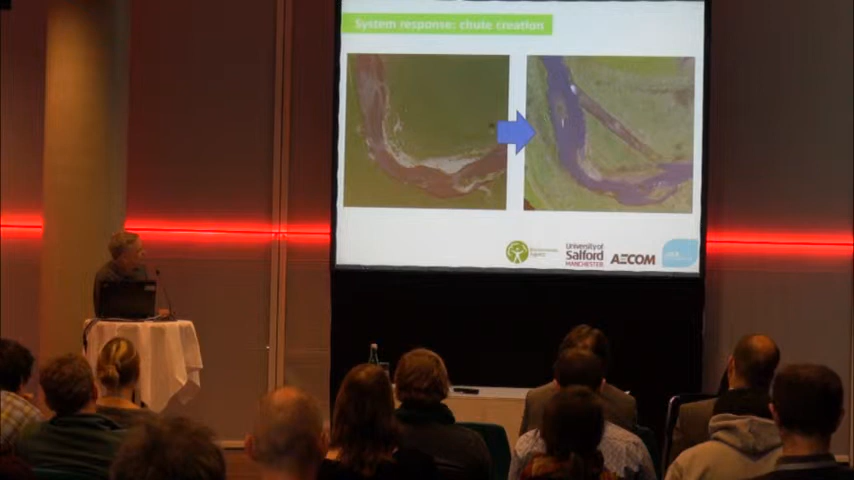 System response: chute creation
University of
Salford
MANCHESTER
AECOM